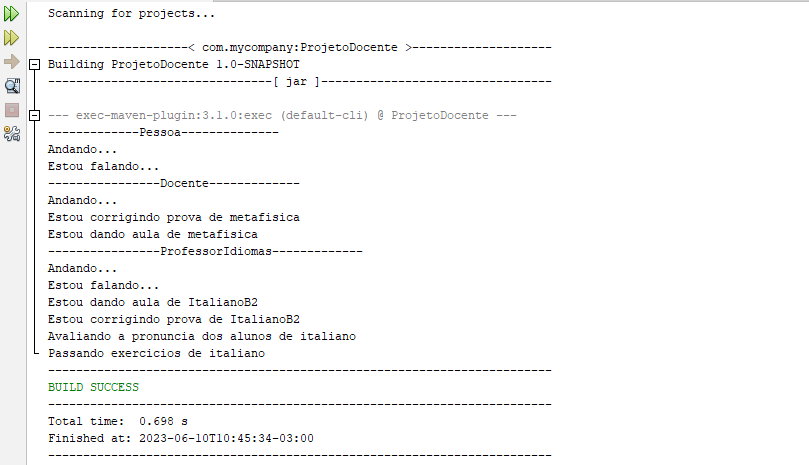 Scanning for projects...
--------------------< com.mycompany:ProjetoDocente >--------------------
Building ProjetoDocente 1.0-SNAPSHOT
--------------------------------[ jar ]---------------------------------
--- exec-maven-plugin:3.1.0:exec (default-cli) @ ProjetoDocente ---
-------------Pessoa--------------
Andando...
Estou falando...
----------------Docente-------------
Andando...
Estou corrigindo prova de metafisica
Estou dando aula de metafisica
----------------ProfessorIdiomas-------------
Andando...
Estou falando...
Estou dando aula de ItalianoB2
Estou corrigindo prova de ItalianoB2
Avaliando a pronuncia dos alunos de italiano
Passando exercicios de italiano
------------------------------------------------------------------------
BUILD SUCCESS
------------------------------------------------------------------------
Total time:  0.698 s
Finished at: 2023-06-10T10:45:34-03:00
------------------------------------------------------------------------